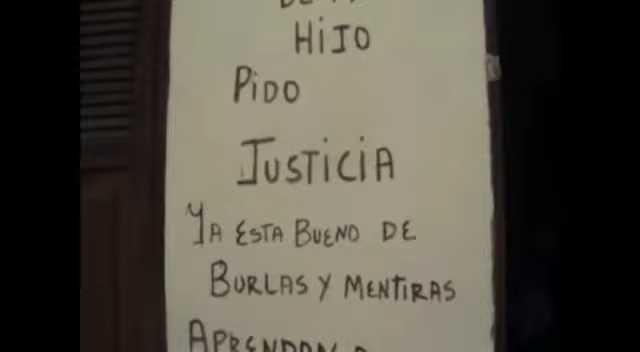 HIJO
PIDO
JUSTICIA
YA ESTA BUENO DE
BURLAS Y MENTIRAS